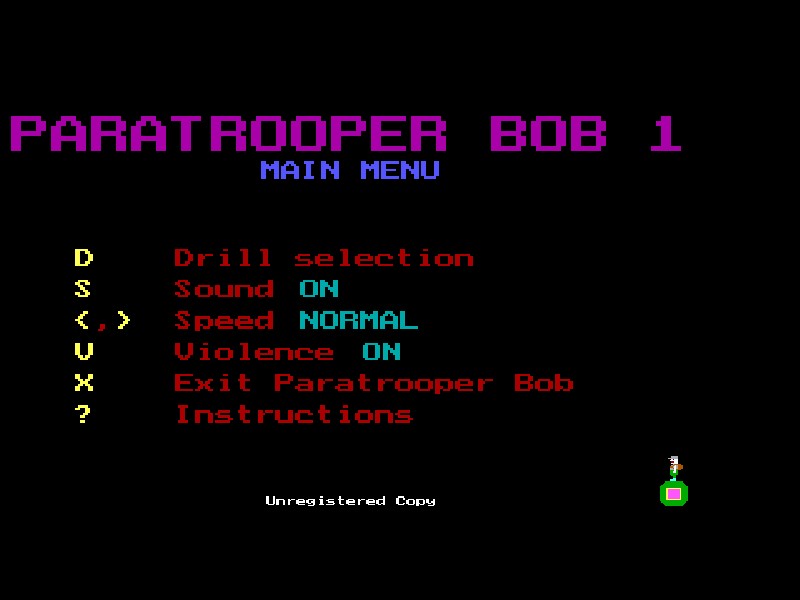 PARATROOPER BOB 1
MAIN MENU
D Drill selection
S Sound ON
<,> Speed NORMAL
V Violence ON
X Exit Paratrooper Bob
? Instructions
Unregistered Copy